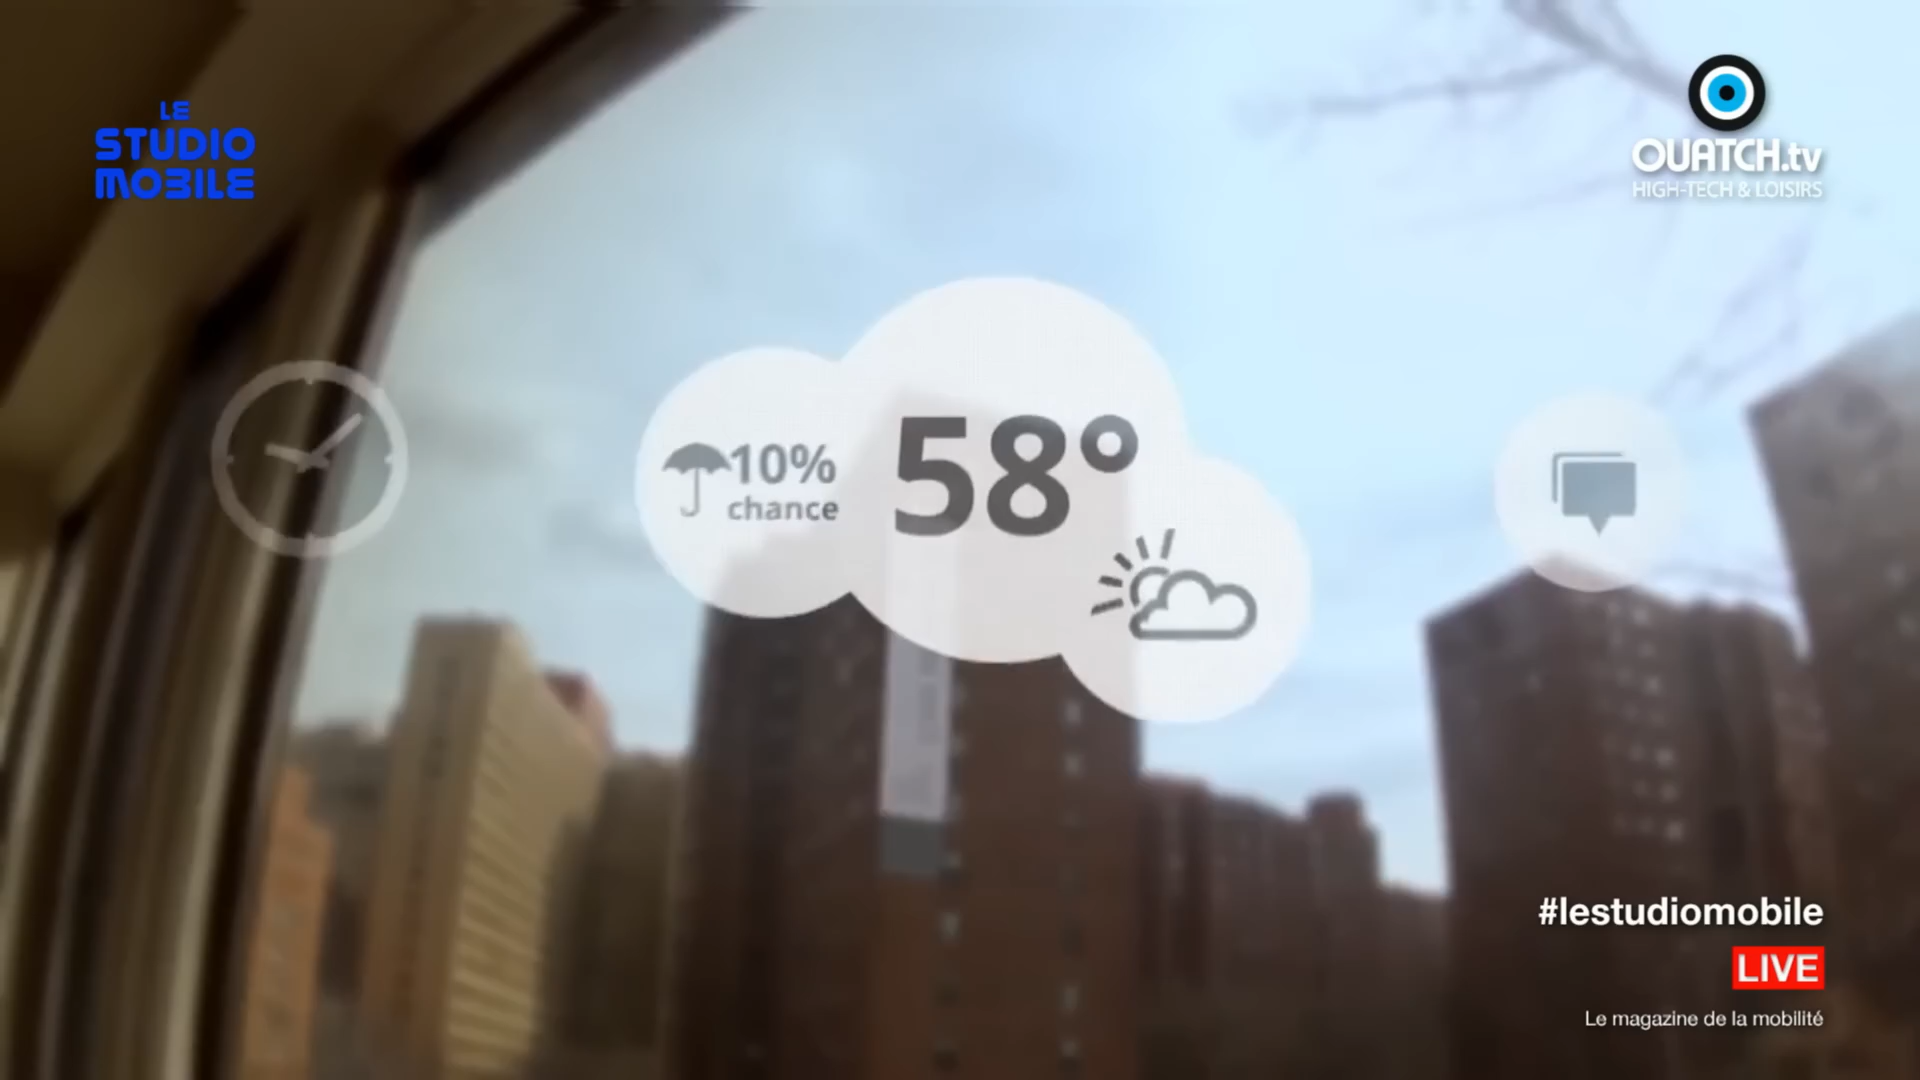 LE
STUDIO
MOBILE
OUATCH.tv
HIGH-TECH & LOISIRS
10%
chance
58°
#lestudiomobile
LIVE
Le magazine de la mobilité